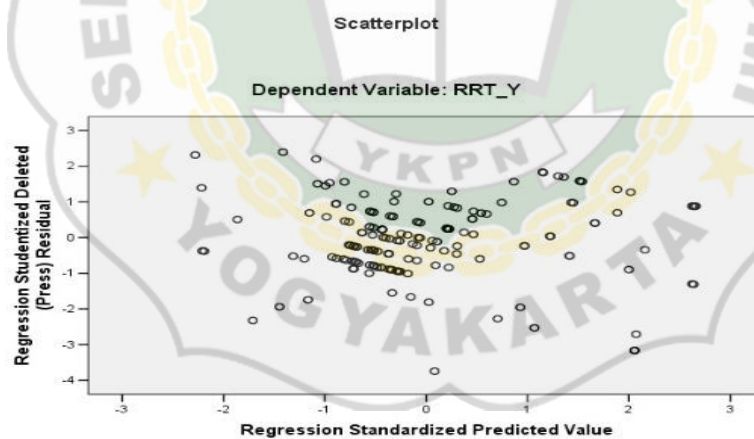 Scatterplot
Dependent Variable: RRT_Y
Regression Studentized Deleted
(Press) Residual
3
2
1
0
-1
-2
-3
-4
-3
-2
-1
0
1
2
3
Regression Standardized Predicted Value
YKPN
YOGYAKARTA